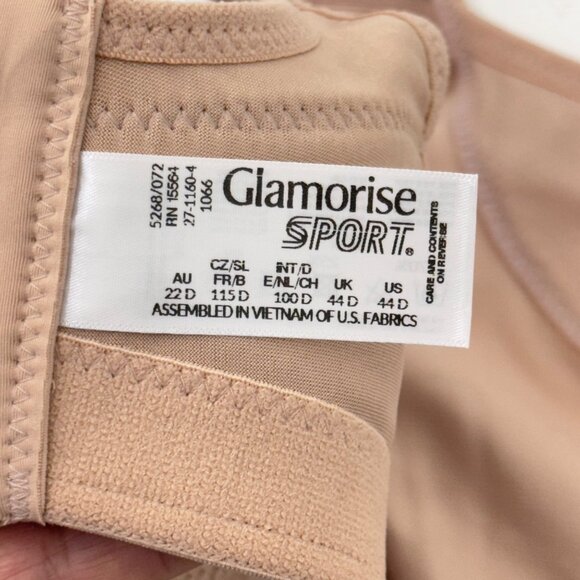 5268/072
RN 15564
27-1160-4
1066
Glamorise
SPORT®
AU CZ/SL FR/B INT/D E/NL/CH UK US
22 D 115 D 100 D 44 D 44 D
ASSEMBLED IN VIETNAM OF U.S. FABRICS
CARE AND CONTENTS
ON REVERSE